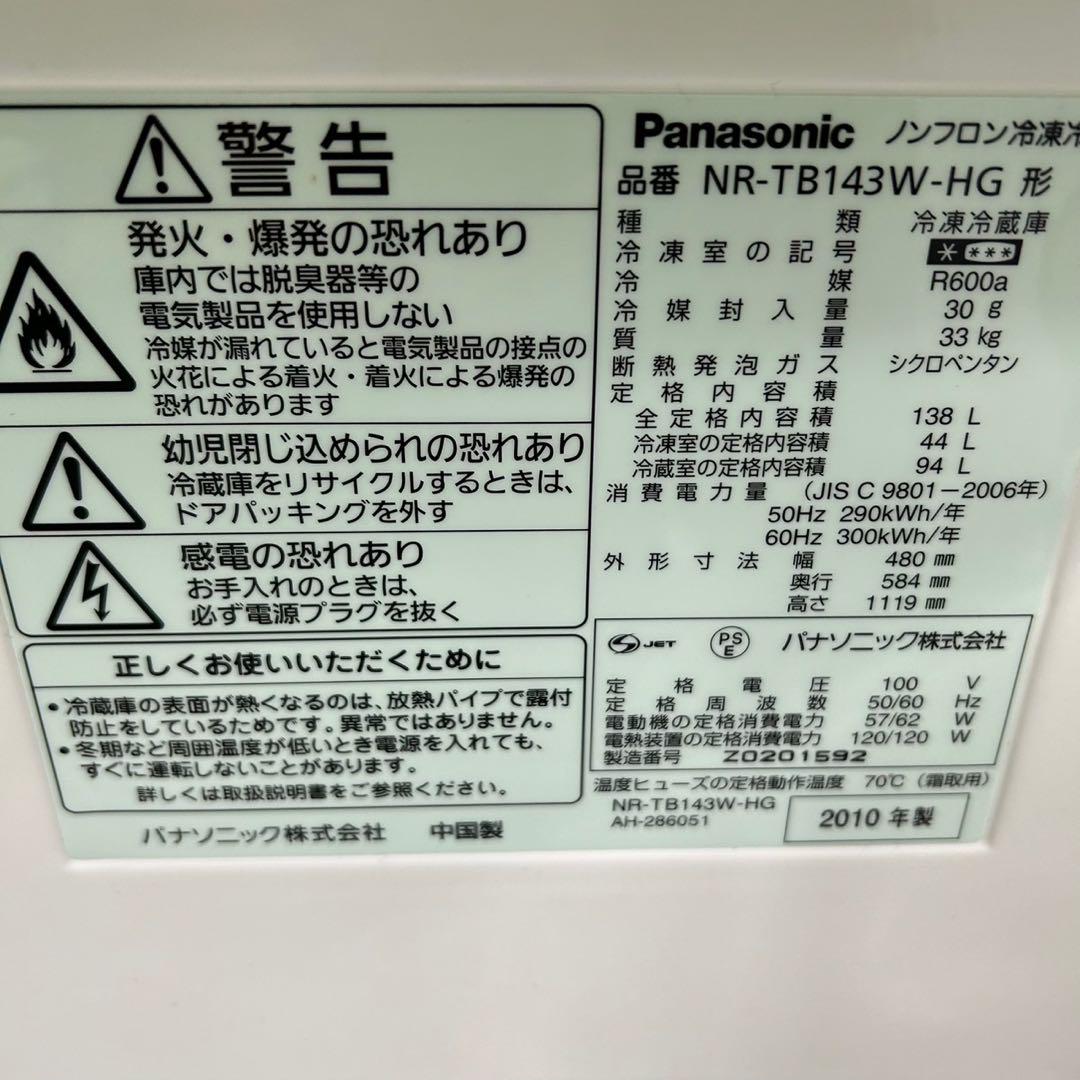 警告
発火・爆発の恐れあり
庫内では脱臭器等の
電気製品を使用しない
冷媒が漏れていると電気製品の接点の
火花による着火・着火による爆発の
恐れがあります
幼児閉じ込められの恐れあり
冷蔵庫をリサイクルするときは、
ドアパッキングを外す
感電の恐れあり
お手入れのときは、
必ず電源プラグを抜く
正しくお使いいただくために
・冷蔵庫の表面が熱くなるのは、放熱パイプで露付
防止をしているためです。異常ではありません。
・冬期など周囲温度が低いとき電源を入れても、
すぐに運転しないことがあります。
詳しくは取扱説明書をご参照ください。
パナソニック株式会社 中国製
Panasonic ノンフロン冷凍冷
品番 NR-TB143W-HG 形
種類 冷凍冷蔵庫
冷凍室の記号 * ***
冷媒 R600a
冷媒封入量 30 g
質量 33 kg
断熱発泡ガス シクロペンタン
定格内容積
全定格内容積 138 L
冷凍室の定格内容積 44 L
冷蔵室の定格内容積 94 L
消費電力量 (JIS C 9801-2006年)
50Hz 290kWh/年
60Hz 300kWh/年
外形寸法 幅 480 mm
奥行 584 mm
高さ 1119 mm
JET PSE パナソニック株式会社
定格電圧 100 V
定格周波数 50/60 Hz
電動機の定格消費電力 57/62 W
電熱装置の定格消費電力 120/120 W
製造番号 Z0201592
温度ヒューズの定格動作温度 70℃ (霜取用)
NR-TB143W-HG
AH-286051
2010 年製